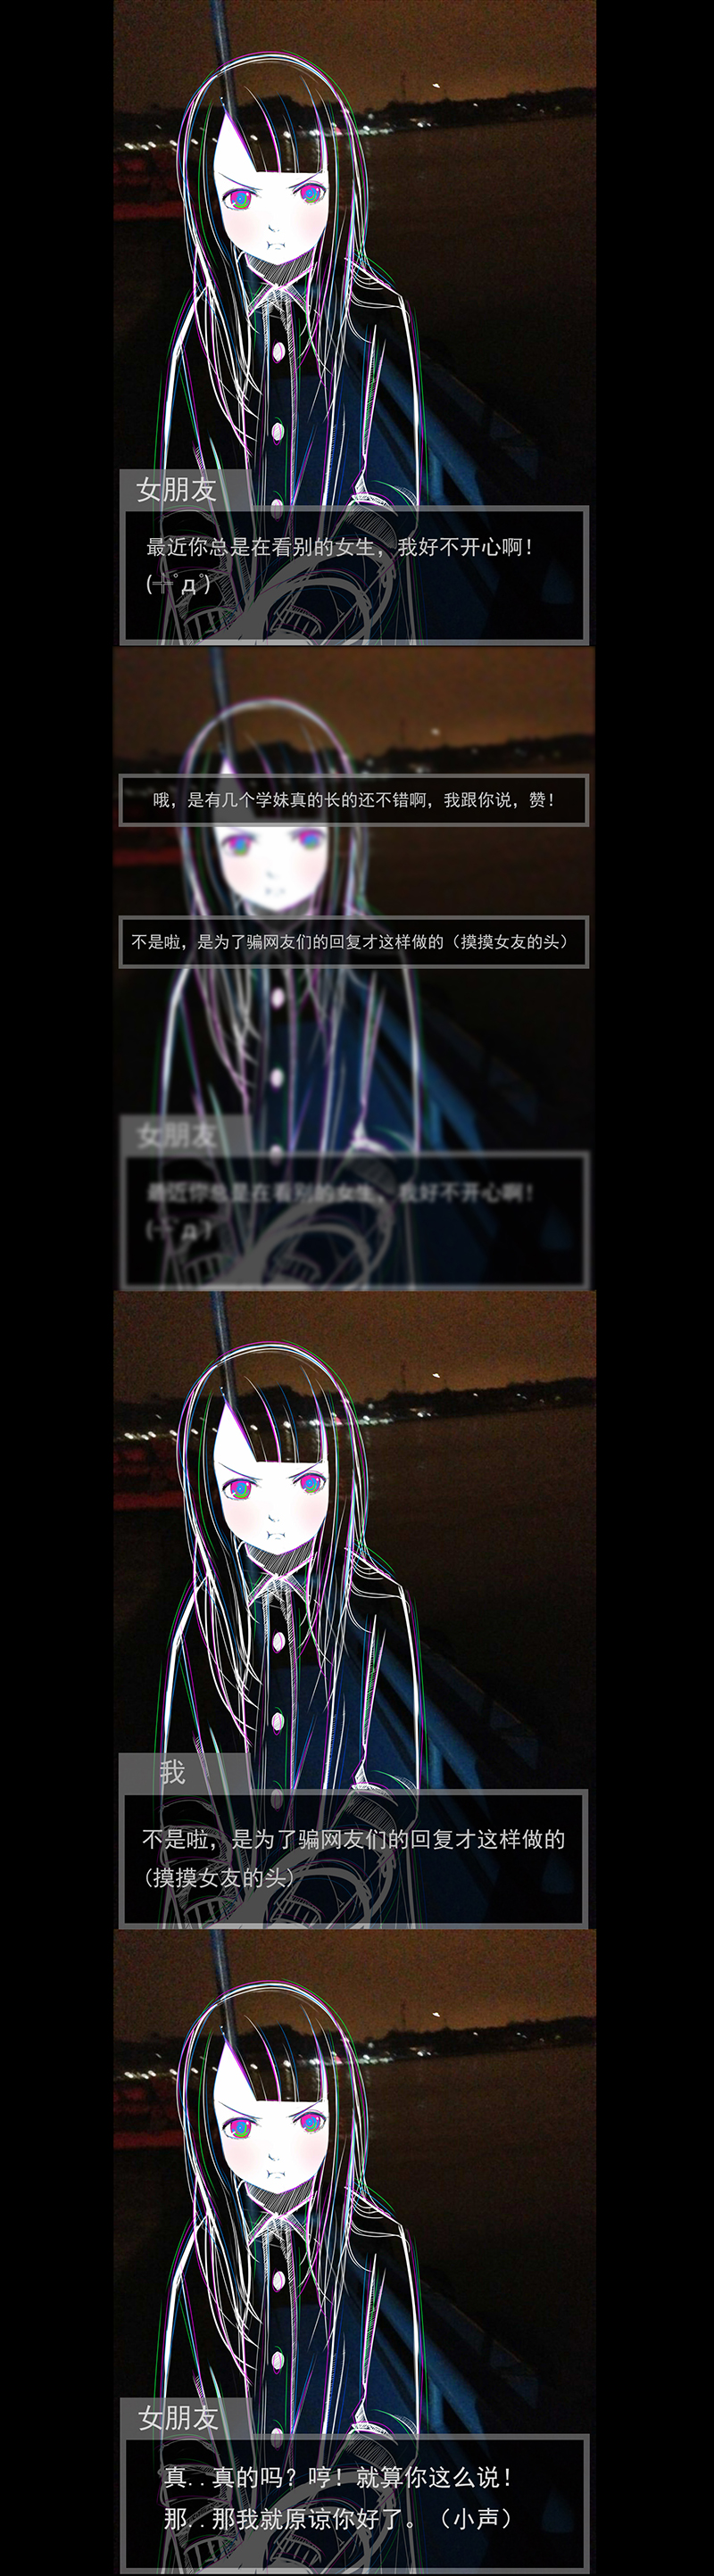 女朋友
最近你总是在看别的女生，我好不开心啊！
(╬ﾟдﾟ)
哦，是有几个学妹真的长的还不错啊，我跟你说，赞！
不是啦，是为了骗网友们的回复才这样做的（摸摸女友的头）
女朋友
最近你总是在看别的女生，我好不开心啊！
(╬ﾟдﾟ)
我
不是啦，是为了骗网友们的回复才这样做的
(摸摸女友的头)
女朋友
真..真的吗？哼！就算你这么说！
那..那我就原谅你好了。（小声）